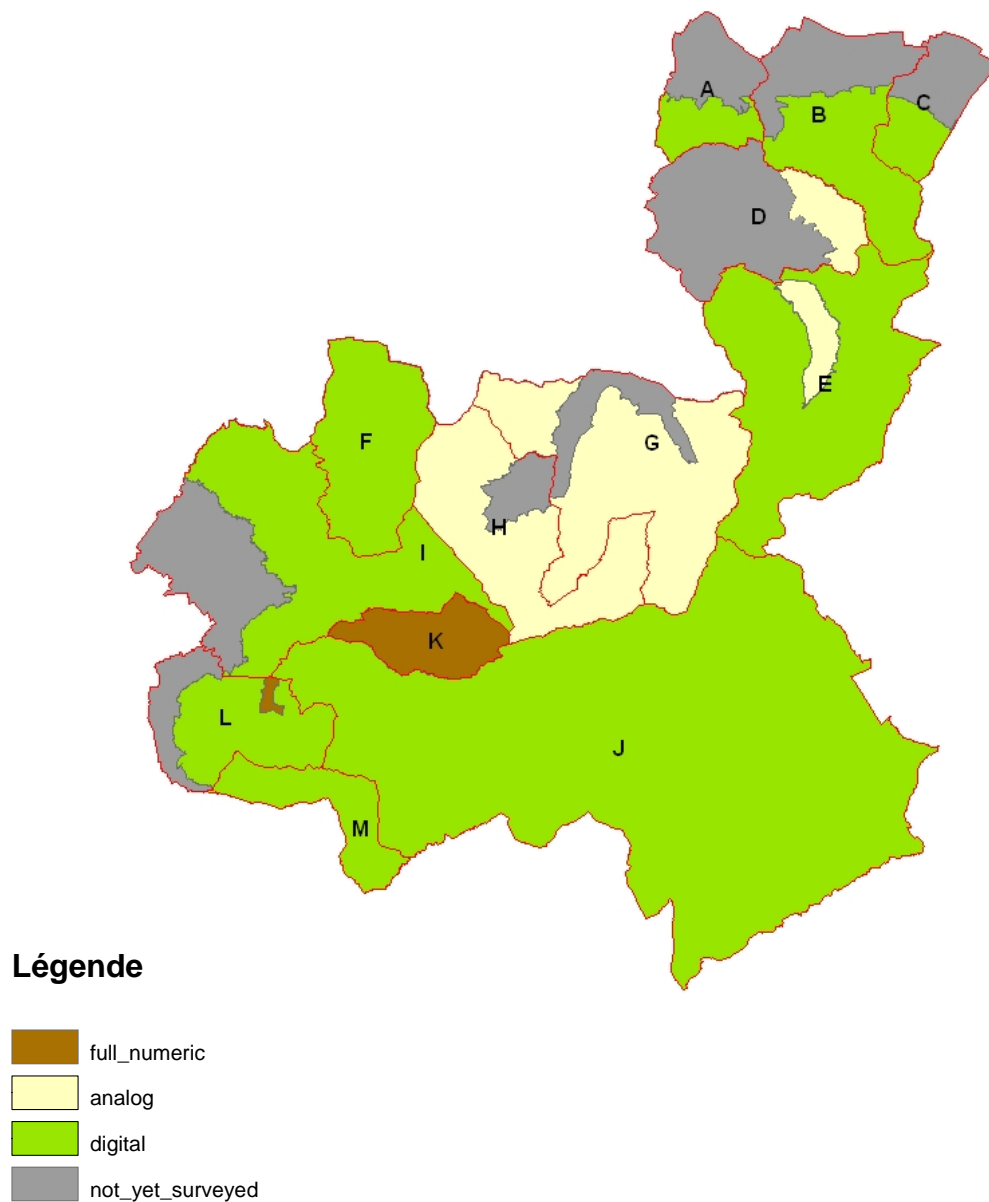 A
B
C
D
E
F
G
H
I
K
L
J
M
Légende
full_numeric
analog
digital
not_yet_surveyed